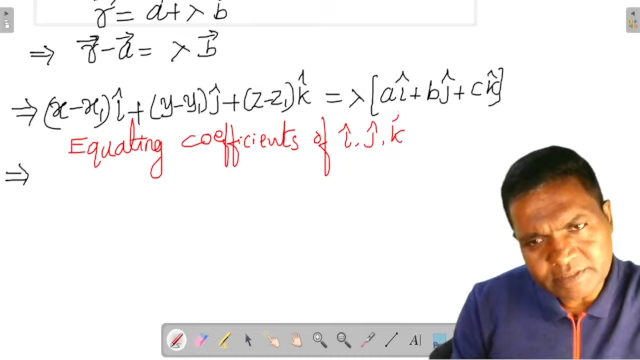 r⃗ = a⃗ + λ b⃗
⇒ r⃗ - a⃗ = λ b⃗
⇒ (x-x₁)î + (y-y₁)ĵ + (z-z₁)k̂ = λ[aî + bĵ + ck̂]
Equating coefficients of î, ĵ, k̂
⇒
A